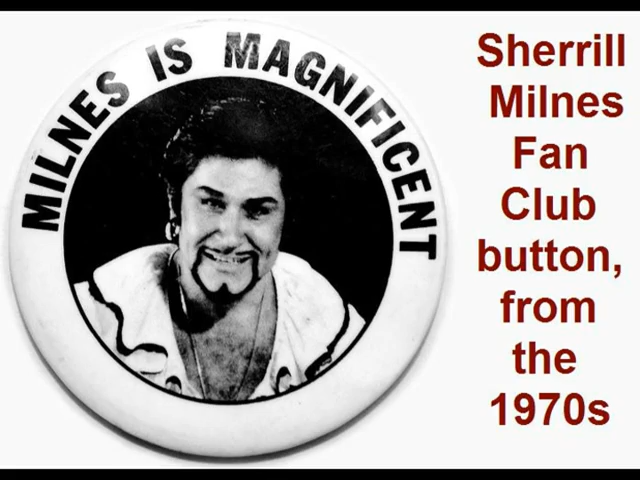 MILNES IS MAGNIFICENT
Sherrill
Milnes
Fan
Club
button,
from
the
1970s